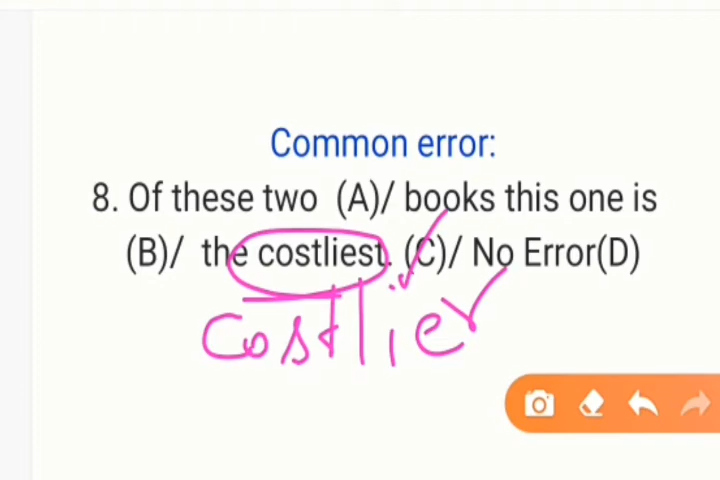 Common error:
8. Of these two (A)/ books this one is
(B)/ the costliest. (C)/ No Error(D)
costlier